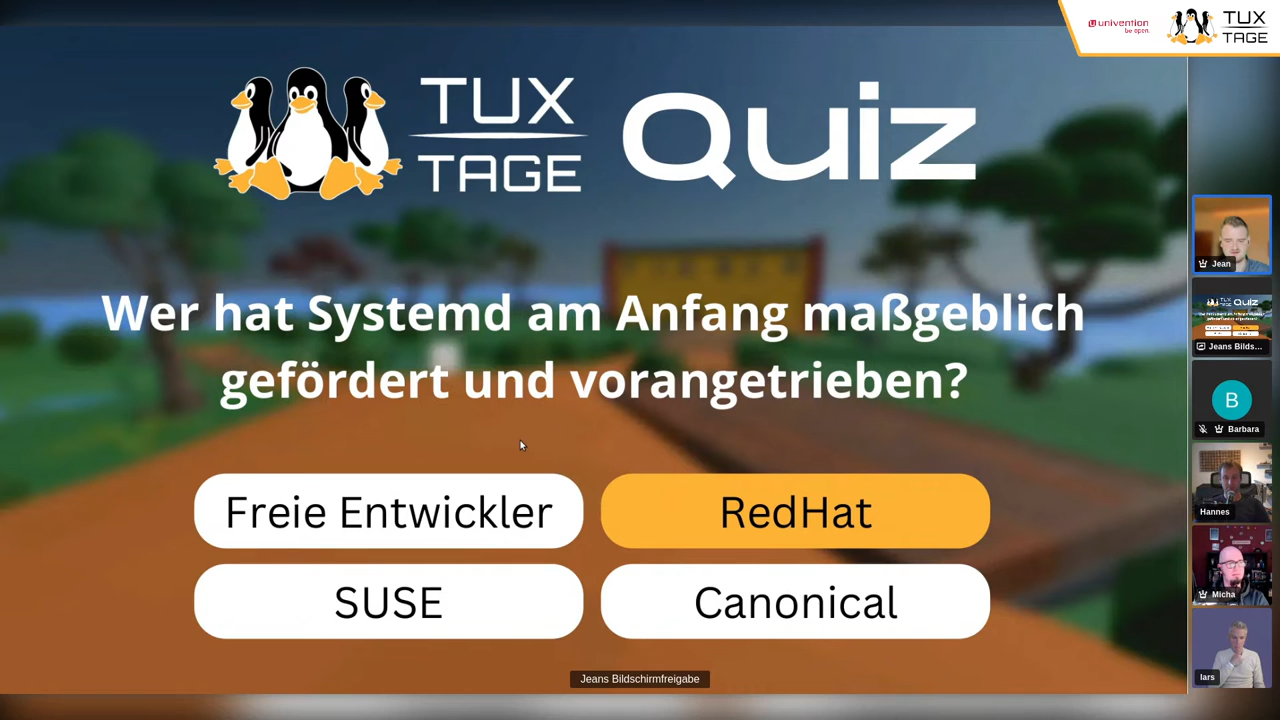 univention
be open.
TUX
TAGE
TUX
TAGE
Quiz
Wer hat Systemd am Anfang maßgeblich
gefördert und vorangetrieben?
Freie Entwickler
RedHat
SUSE
Canonical
Jeans Bildschirmfreigabe
Jean
Jeans Bilds...
B
Barbara
Hannes
Micha
lars